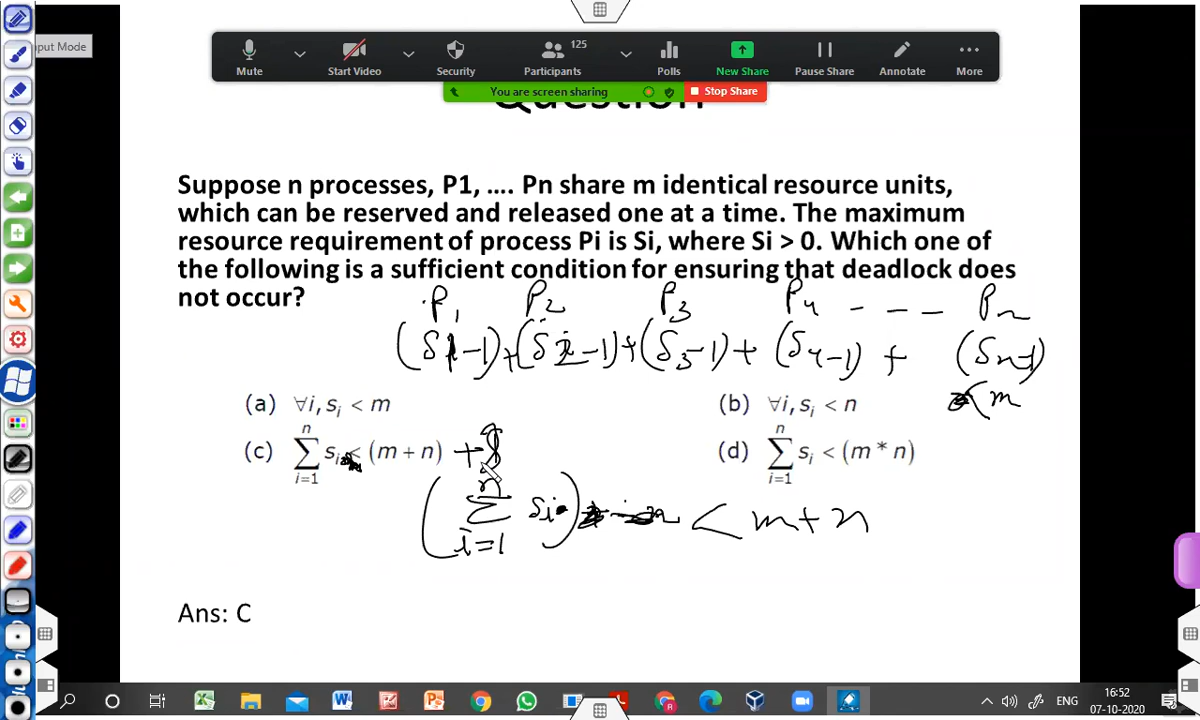 put Mode
125
Mute Start Video Security Participants Polls New Share Pause Share Annotate More
You are screen sharing Stop Share
Question
Suppose n processes, P1, .... Pn share m identical resource units,
which can be reserved and released one at a time. The maximum
resource requirement of process Pi is Si, where Si > 0. Which one of
the following is a sufficient condition for ensuring that deadlock does
not occur?
P1 P2 P3 P4 - - - Pn
(S1-1)+(S2-1)+(S3-1)+(S4-1)+(Sn-1)
< m
(a) ∀i, si < m (b) ∀i, si < n
(c) n∑i=1 si < (m + n) (d) n∑i=1 si < (m * n)
(n∑i=1 Si) < m + n
Ans: C
ENG
16:52
07-10-2020